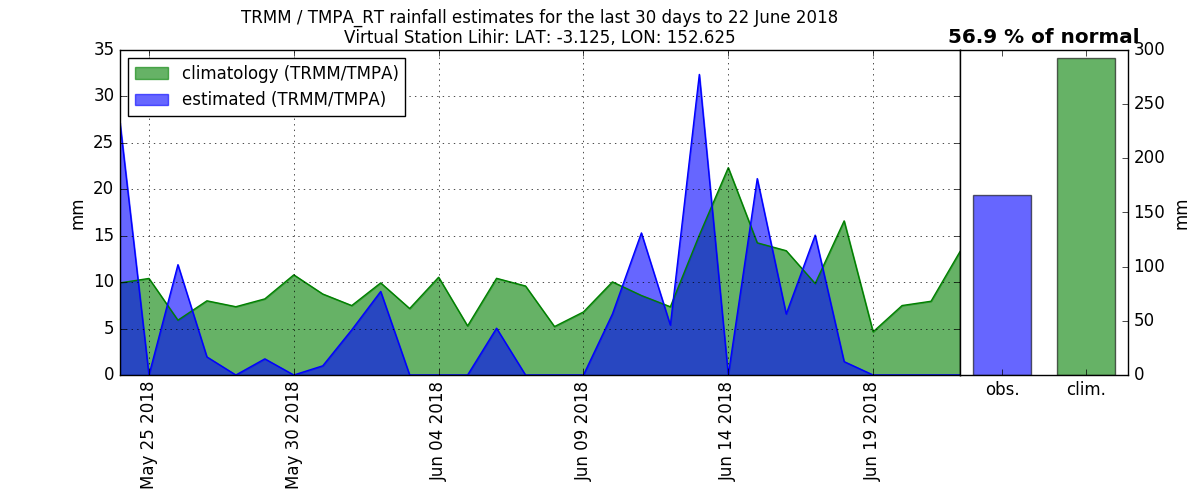 TRMM / TMPA_RT rainfall estimates for the last 30 days to 22 June 2018
Virtual Station Lihir: LAT: -3.125, LON: 152.625
56.9 % of normal
climatology (TRMM/TMPA)
estimated (TRMM/TMPA)
35
30
25
20
15
10
5
0
mm
May 25 2018
May 30 2018
Jun 04 2018
Jun 09 2018
Jun 14 2018
Jun 19 2018
300
250
200
150
100
50
0
mm
obs.
clim.